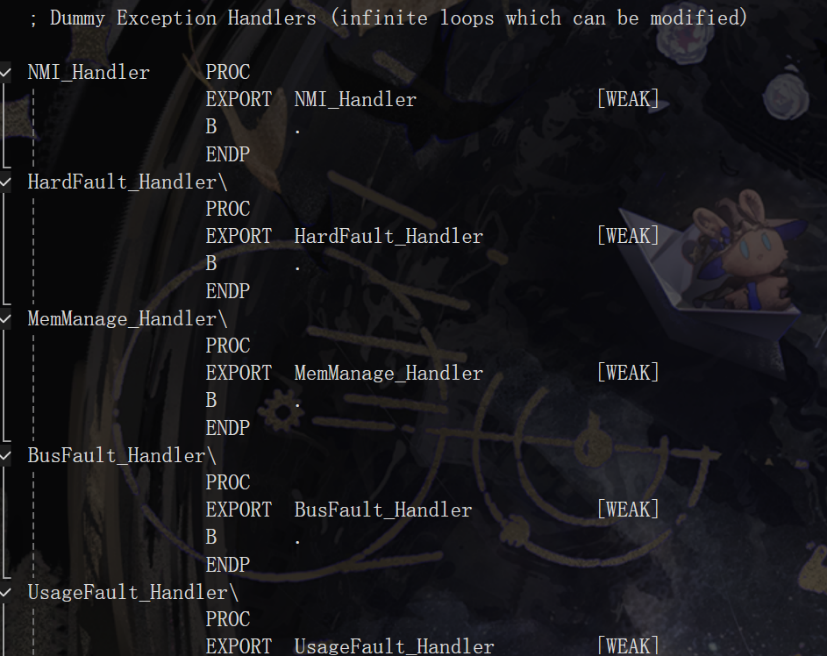 ; Dummy Exception Handlers (infinite loops which can be modified)
NMI_Handler PROC
EXPORT NMI_Handler [WEAK]
B .
ENDP
HardFault_Handler\
PROC
EXPORT HardFault_Handler [WEAK]
B .
ENDP
MemManage_Handler\
PROC
EXPORT MemManage_Handler [WEAK]
B .
ENDP
BusFault_Handler\
PROC
EXPORT BusFault_Handler [WEAK]
B .
ENDP
UsageFault_Handler\
PROC
EXPORT UsageFault_Handler [WEAK]